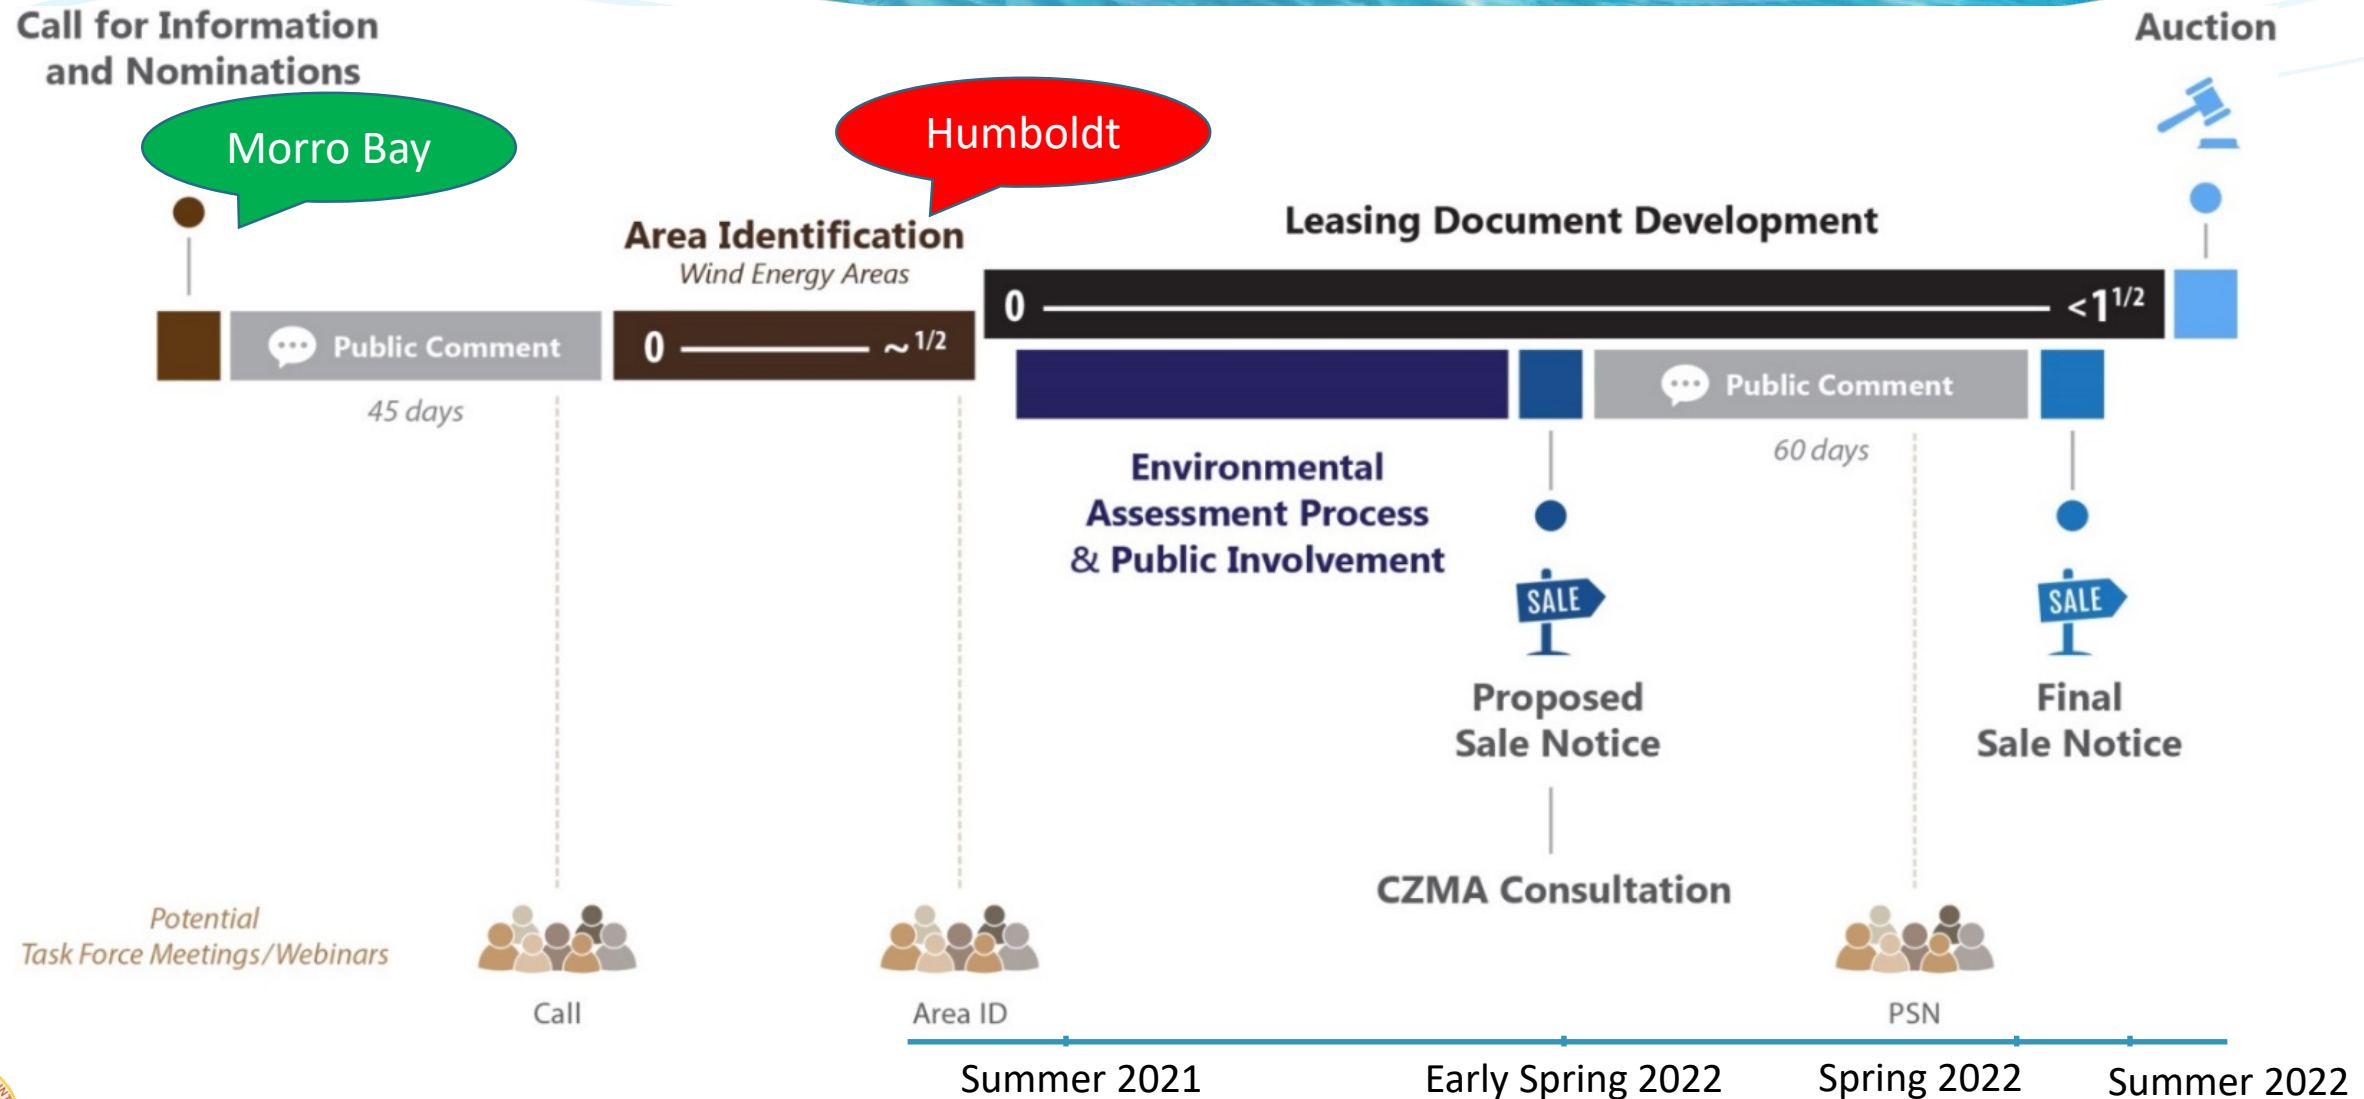 Call for Information
and Nominations
Auction
Morro Bay
Humboldt
Area Identification
Wind Energy Areas
Leasing Document Development
0
<1 1/2
Public Comment
0
~ 1/2
45 days
Public Comment
60 days
Environmental
Assessment Process
& Public Involvement
SALE
SALE
Proposed
Sale Notice
Final
Sale Notice
CZMA Consultation
Potential
Task Force Meetings/Webinars
Call
Area ID
PSN
Summer 2021
Early Spring 2022
Spring 2022
Summer 2022